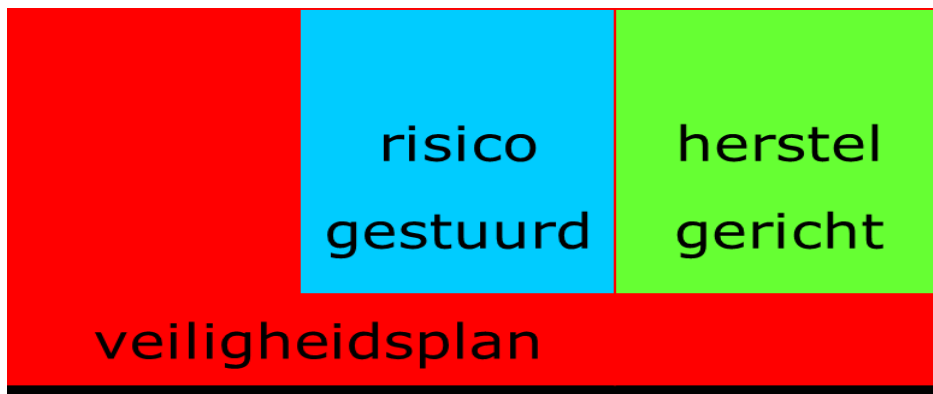 risico
gestuurd
herstel
gericht
veiligheidsplan